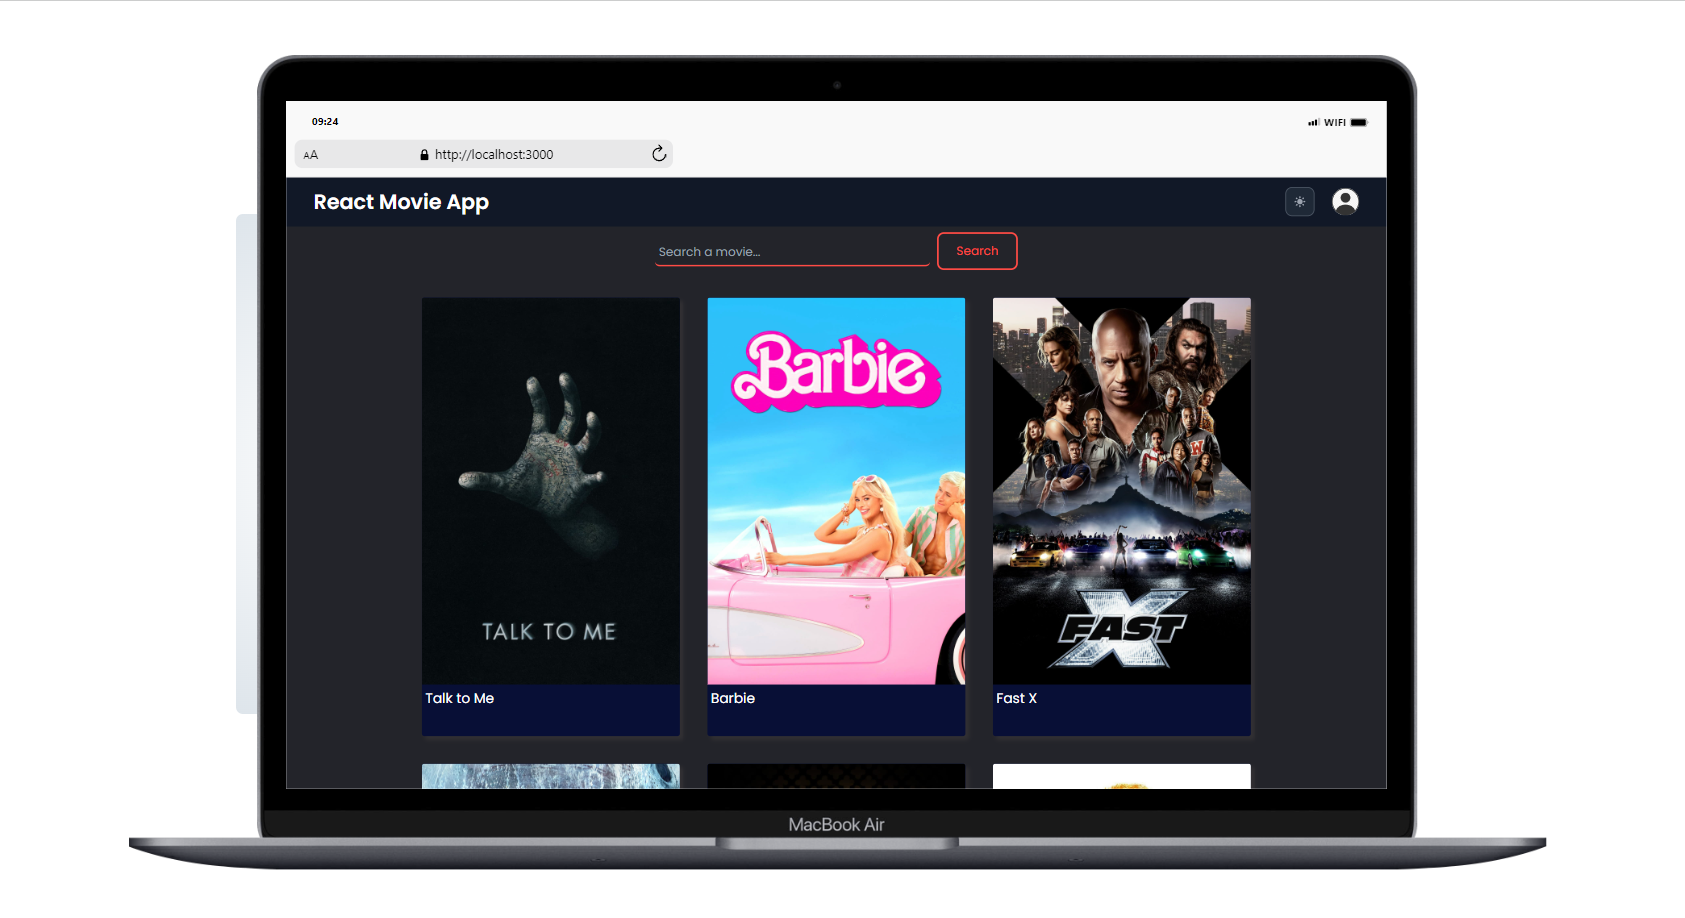 09:24
WIFI
AA
http://localhost:3000
React Movie App
Search a movie...
Search
Barbie
FAST
X
TALK TO ME
Talk to Me
Barbie
Fast X
MacBook Air